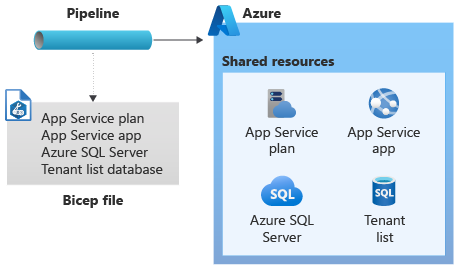 Pipeline
Azure
Shared resources
App Service plan
App Service app
Azure SQL Server
Tenant list database
Bicep file
App Service
plan
App Service
app
SQL
Azure SQL
Server
SQL
Tenant
list